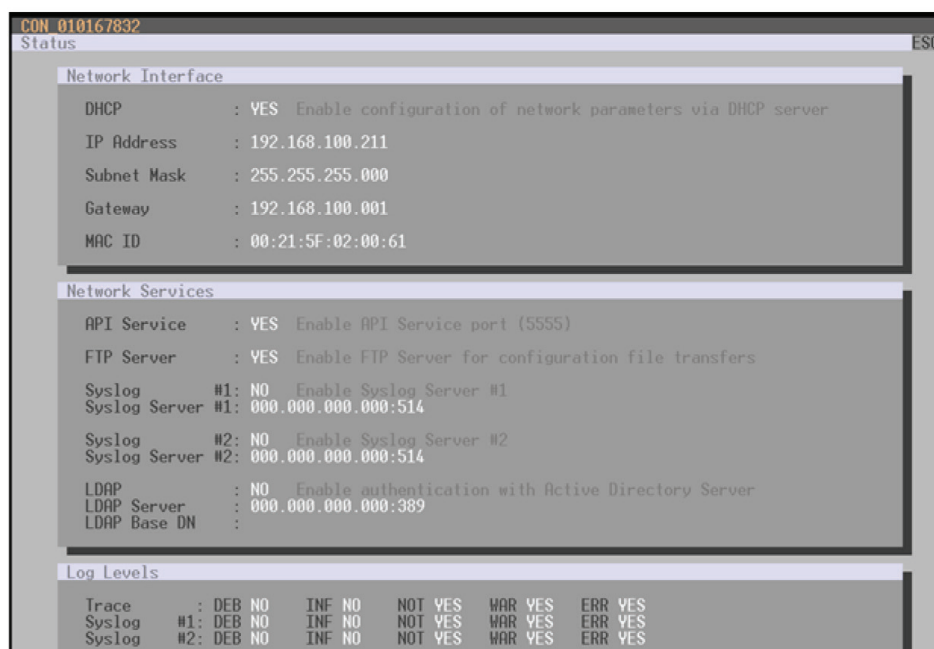 CON_010167832
Status ESC
Network Interface
DHCP : YES Enable configuration of network parameters via DHCP server
IP Address : 192.168.100.211
Subnet Mask : 255.255.255.000
Gateway : 192.168.100.001
MAC ID : 00:21:5F:02:00:61
Network Services
API Service : YES Enable API Service port (5555)
FTP Server : YES Enable FTP Server for configuration file transfers
Syslog #1: NO Enable Syslog Server #1
Syslog Server #1: 000.000.000.000:514
Syslog #2: NO Enable Syslog Server #2
Syslog Server #2: 000.000.000.000:514
LDAP : NO Enable authentication with Active Directory Server
LDAP Server : 000.000.000.000:389
LDAP Base DN :
Log Levels
Trace : DEB NO INF NO NOT YES WAR YES ERR YES
Syslog #1: DEB NO INF NO NOT YES WAR YES ERR YES
Syslog #2: DEB NO INF NO NOT YES WAR YES ERR YES